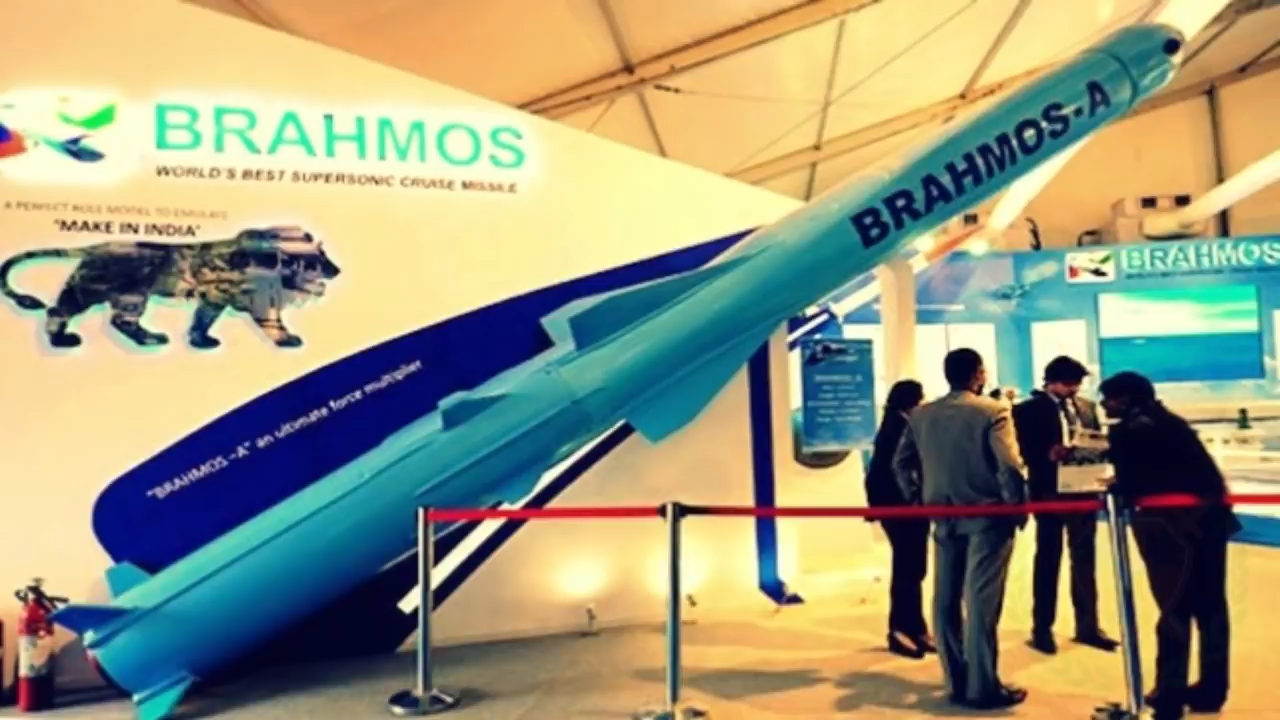 BRAHMOS
WORLD'S BEST SUPERSONIC CRUISE MISSILE
A PERFECT ROLE MODEL TO EMULATE
"MAKE IN INDIA'
"BRAHMOS -A" an ultimate force multiplier
BRAHMOS-A
BRAHMOS